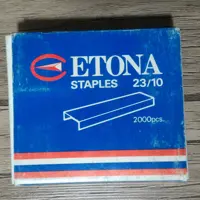 ETONA
STAPLES 23/10
2000pcs.